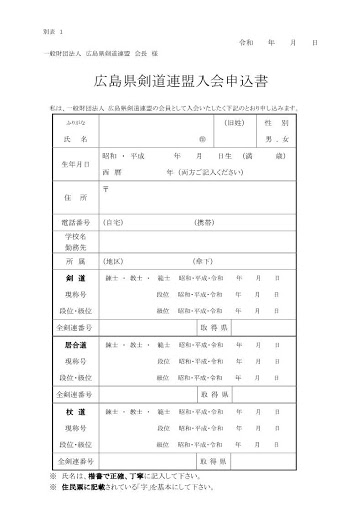 別表 1
令和　年　月　日
一般財団法人 広島県剣道連盟 会長 様
広島県剣道連盟入会申込書
私は、一般財団法人 広島県剣道連盟の会員として入会いたしたく下記のとおり申し込みます。
ふりがな （旧姓） 性 別
氏 名 ㊞ 男 . 女
生年月日 昭和 ・ 平成　年　月　日生 （満　歳）
西 暦　年 （両方ご記入ください）
住 所 〒
電話番号 （自宅） （携帯）
学校名
勤務先
所 属 （地区） （傘下）
剣 道 錬士 ・ 教士 ・ 範士 昭和・平成・令和　年　月　日
現称号 段位 昭和・平成・令和　年　月　日
段位・級位 級位 昭和・平成・令和　年　月　日
全剣連番号 取 得 県
居合道 錬士 ・ 教士 ・ 範士 昭和・平成・令和　年　月　日
現称号 段位 昭和・平成・令和　年　月　日
段位・級位 級位 昭和・平成・令和　年　月　日
全剣連番号 取 得 県
杖 道 錬士 ・ 教士 ・ 範士 昭和・平成・令和　年　月　日
現称号 段位 昭和・平成・令和　年　月　日
段位・級位 級位 昭和・平成・令和　年　月　日
全剣連番号 取 得 県
※ 氏名は、楷書で正確、丁寧に記入して下さい。
※ 住民票に記載されている「字」を基本にして下さい。